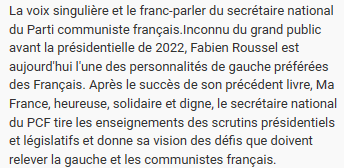 La voix singulière et le franc-parler du secrétaire national
du Parti communiste français.Inconnu du grand public
avant la présidentielle de 2022, Fabien Roussel est
aujourd'hui l'une des personnalités de gauche préférées
des Français. Après le succès de son précédent livre, Ma
France, heureuse, solidaire et digne, le secrétaire national
du PCF tire les enseignements des scrutins présidentiels
et législatifs et donne sa vision des défis que doivent
relever la gauche et les communistes français.